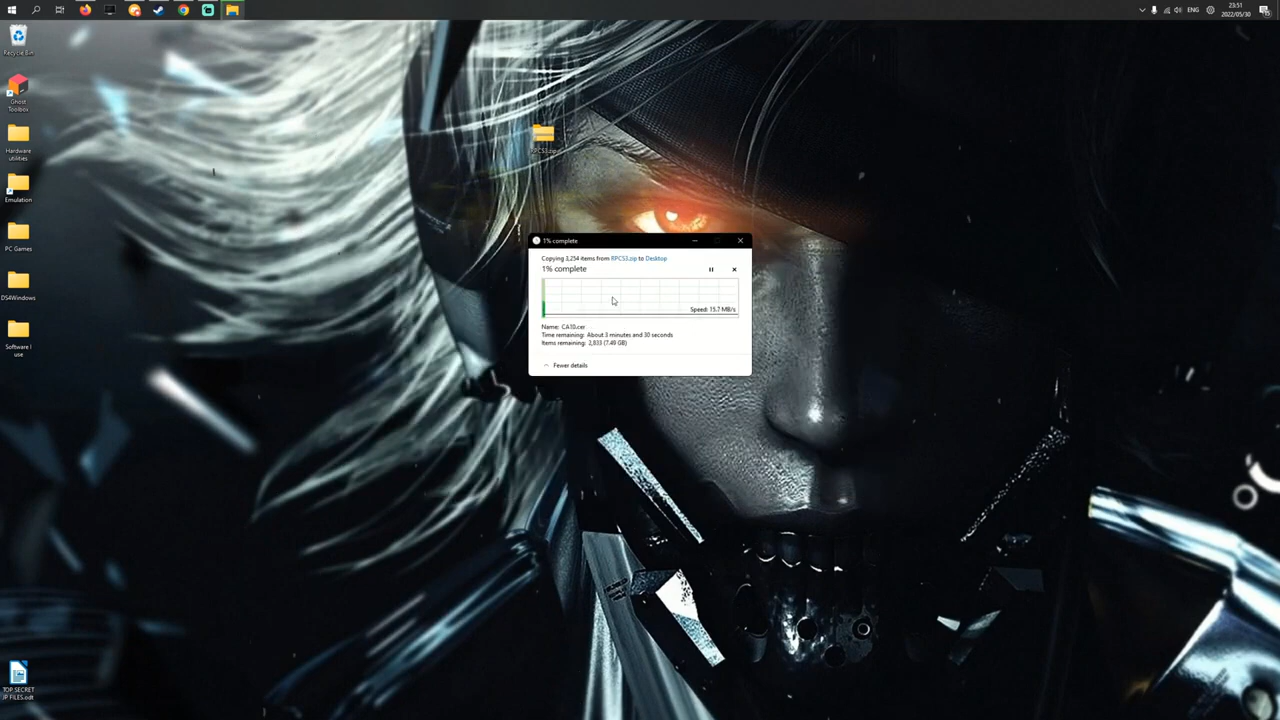 23:51
ENG
2022/05/30
Recycle Bin
Ghost
Toolbox
Hardware
utilities
Emulation
PC Games
DS4Windows
Software I
use
TOP SECRET
JP FILES.odt
RPCS3.zip
1% complete
Copying 3,254 items from RPCS3.zip to Desktop
1% complete
Speed: 15.7 MB/s
Name: CA10.cer
Time remaining: About 3 minutes and 30 seconds
Items remaining: 2,833 (7.49 GB)
Fewer details